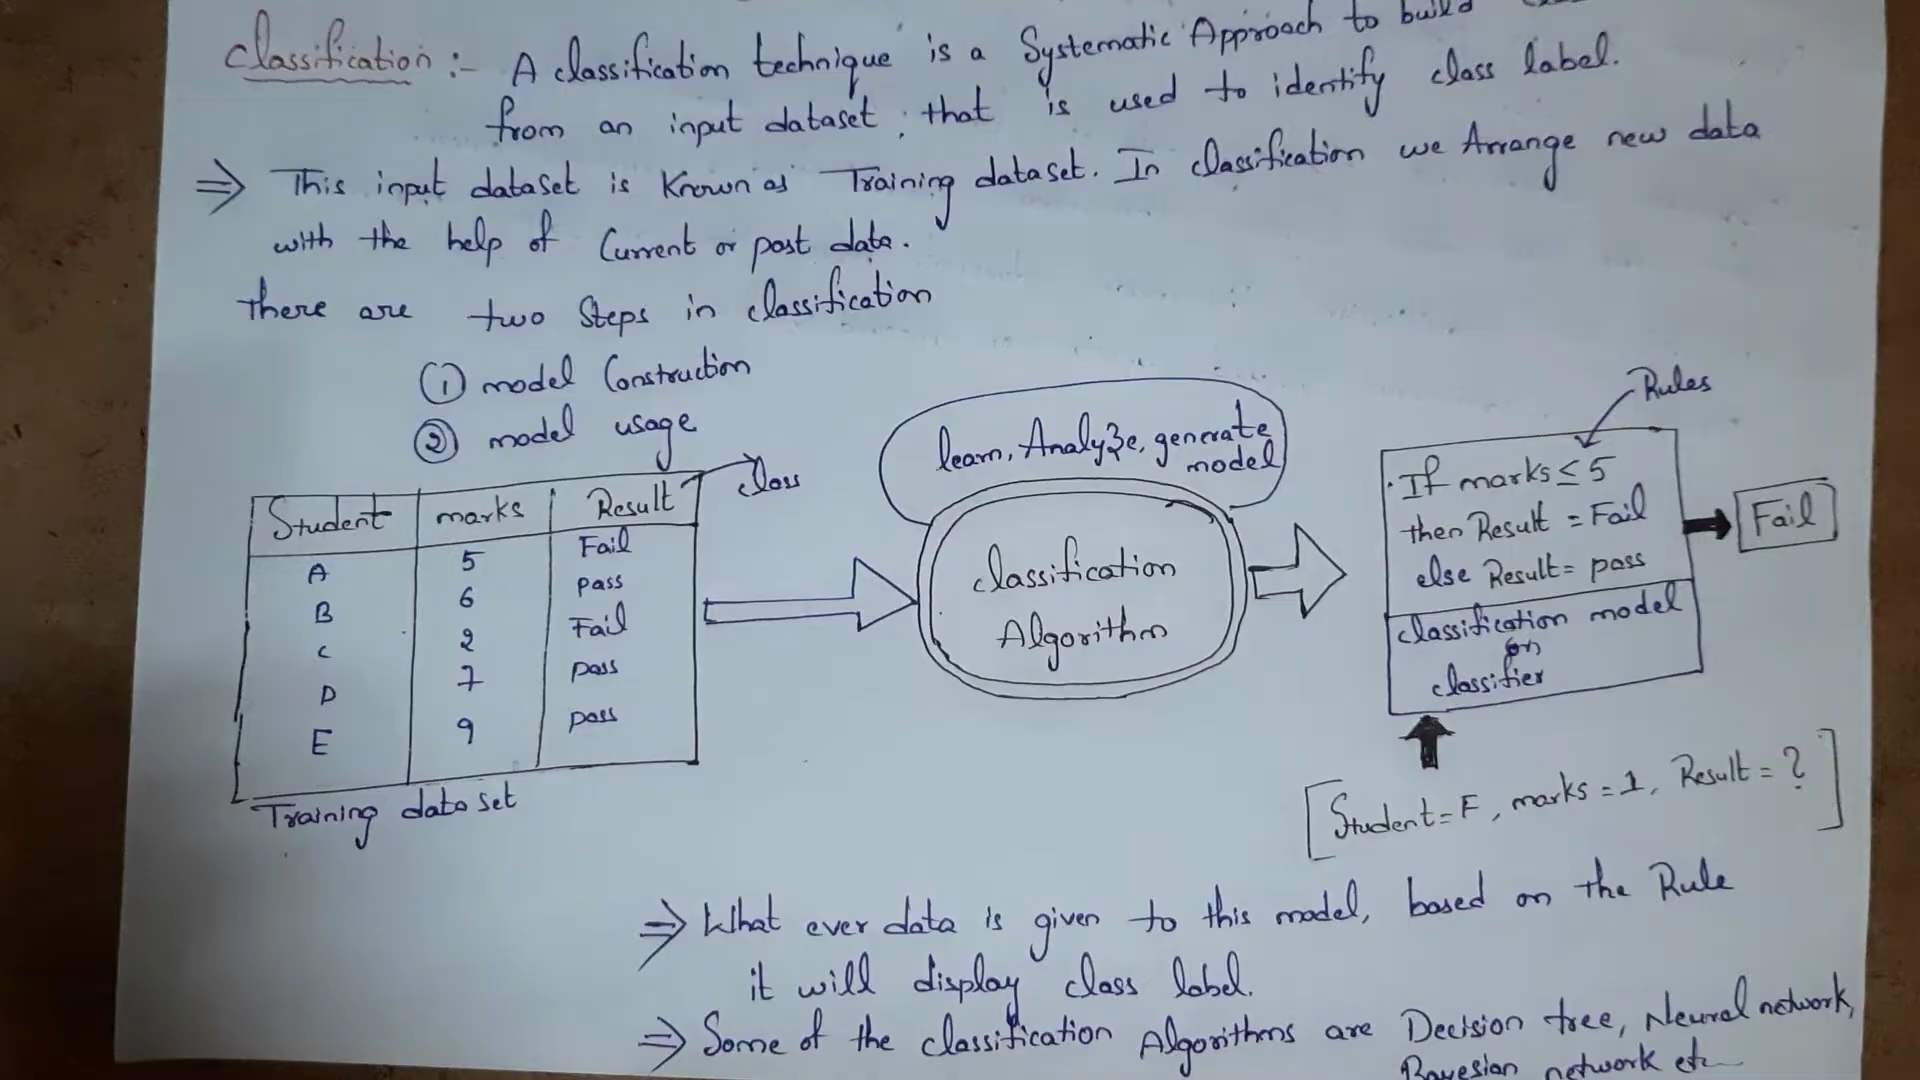 Classification :- A classification technique is a Systematic Approach to build
from an input dataset, that is used to identify class label.
⇒ This input dataset is Known as Training dataset. In classification we Arrange new data
with the help of Current or past data.
there are two Steps in classification
① model Construction
② model usage
class
Student marks Result
A 5 Fail
B 6 pass
C 2 Fail
D 7 pass
E 9 pass
Training dataset
learn, Analyze, generate
model
classification
Algorithm
Rules
. If marks ≤ 5
then Result = Fail
else Result = pass
classification model
or
classifier
Fail
[Student = F, marks = 1, Result = ?]
⇒ What ever data is given to this model, based on the Rule
it will display class label.
⇒ Some of the classification Algorithms are Decision tree, Neural network,
Bayesian network etc